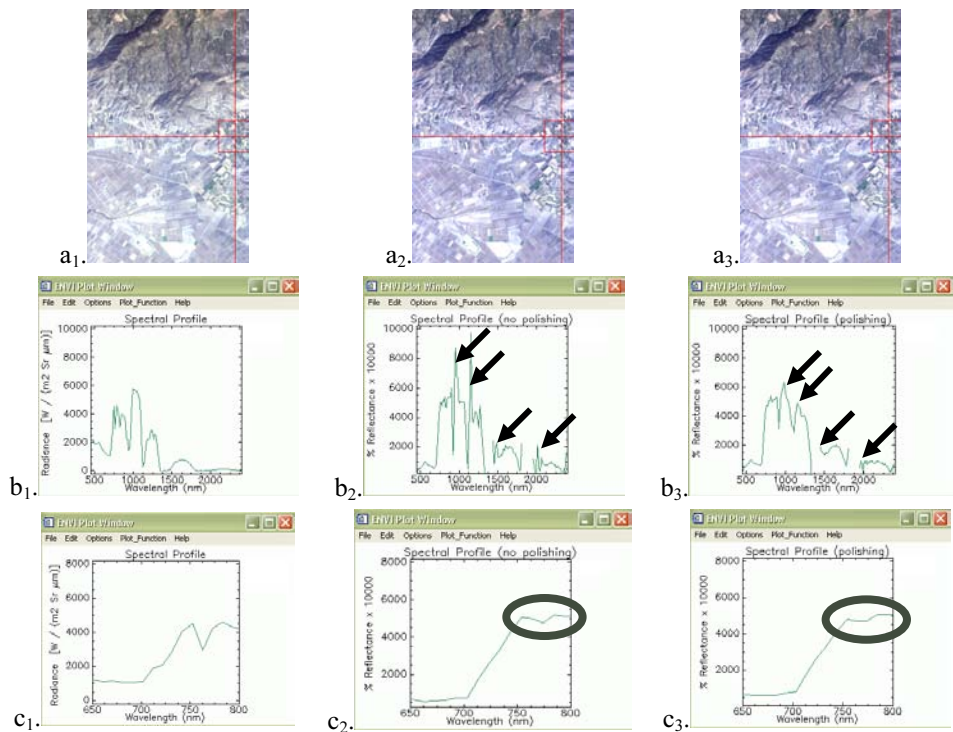 a1.
a2.
a3.
ENVI Plot Window
File Edit Options Plot_Function Help
Spectral Profile
Radiance [W / (m2 Sr μm)]
10000
8000
6000
4000
2000
0
500 1000 1500 2000
Wavelength (nm)
b1.
ENVI Plot Window
File Edit Options Plot_Function Help
Spectral Profile (no polishing)
% Reflectance x 10000
10000
8000
6000
4000
2000
500 1000 1500 2000
Wavelength (nm)
b2.
ENVI Plot Window
File Edit Options Plot_Function Help
Spectral Profile (polishing)
% Reflectance x 10000
10000
8000
6000
4000
2000
500 1000 1500 2000
Wavelength (nm)
b3.
ENVI Plot Window
File Edit Options Plot_Function Help
Spectral Profile
Radiance [W / (m2 Sr μm)]
8000
6000
4000
2000
0
650 700 750 800
Wavelength (nm)
c1.
ENVI Plot Window
File Edit Options Plot_Function Help
Spectral Profile (no polishing)
% Reflectance x 10000
8000
6000
4000
2000
650 700 750 800
Wavelength (nm)
c2.
ENVI Plot Window
File Edit Options Plot_Function Help
Spectral Profile (polishing)
% Reflectance x 10000
8000
6000
4000
2000
650 700 750 800
Wavelength (nm)
c3.